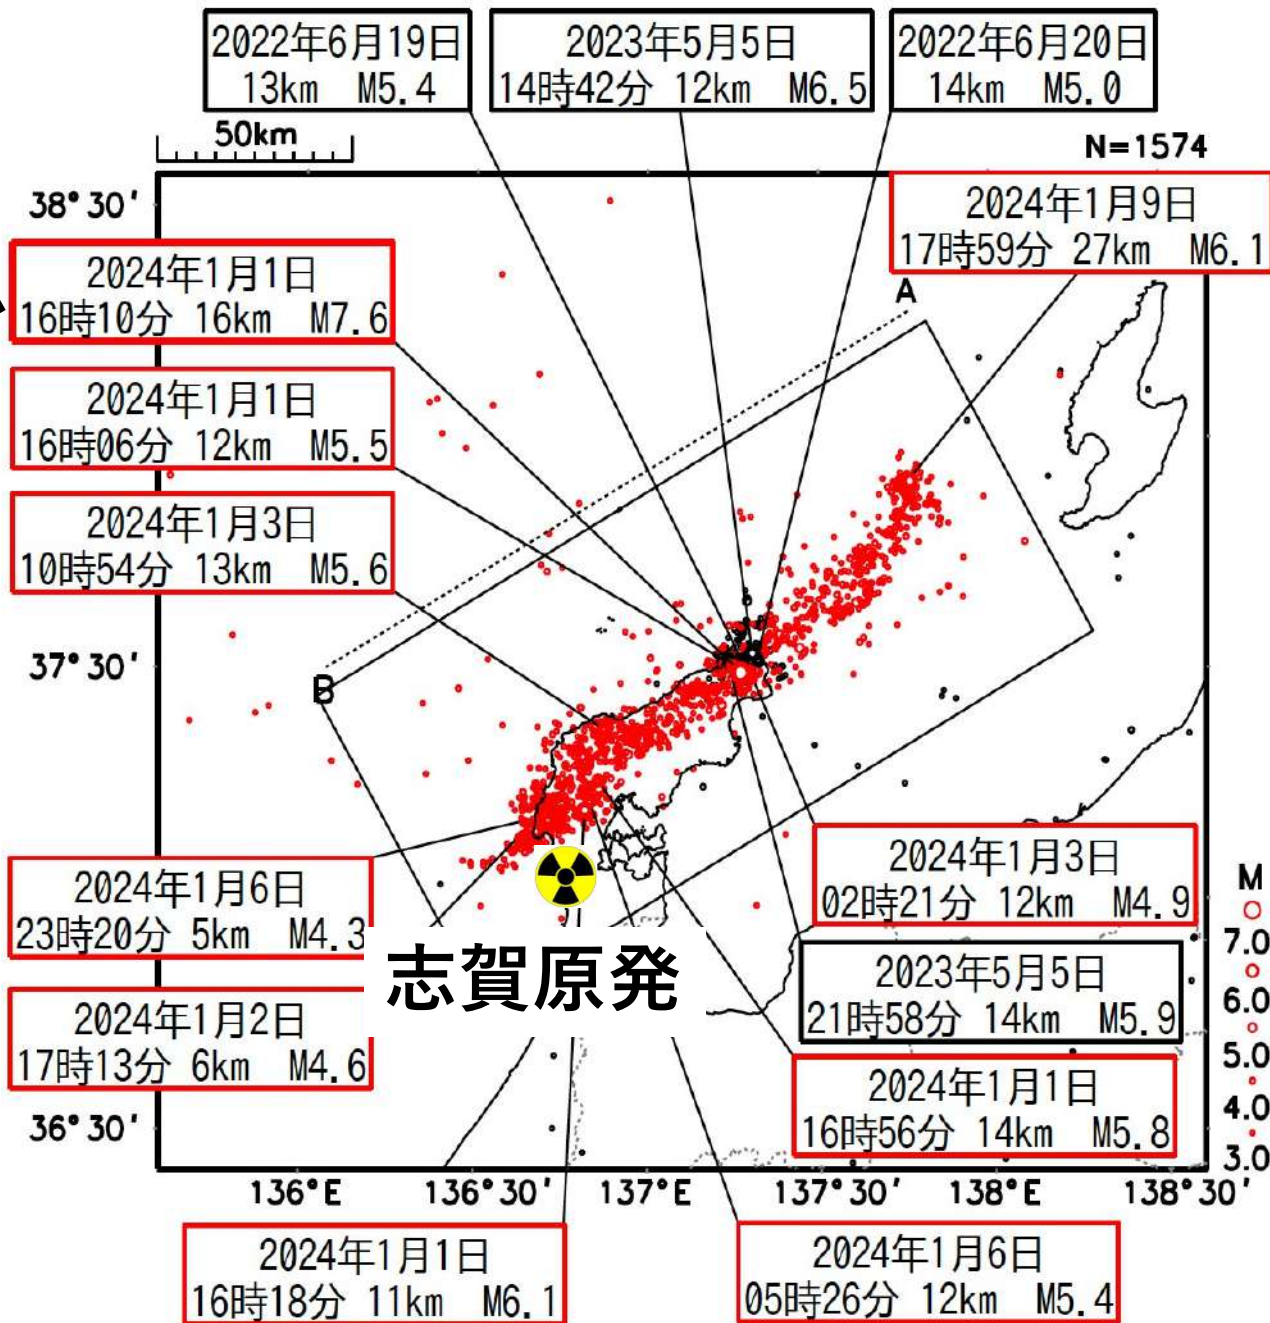 2022年6月19日
13km M5.4
2023年5月5日
14時42分 12km M6.5
2022年6月20日
14km M5.0
50km
N=1574
38°30'
2024年1月9日
17時59分 27km M6.1
2024年1月1日
16時10分 16km M7.6
A
2024年1月1日
16時06分 12km M5.5
2024年1月3日
10時54分 13km M5.6
37°30'
B
2024年1月6日
23時20分 5km M4.3
2024年1月3日
02時21分 12km M4.9
志賀原発
2023年5月5日
21時58分 14km M5.9
2024年1月2日
17時13分 6km M4.6
2024年1月1日
16時56分 14km M5.8
M
7.0
6.0
5.0
4.0
3.0
36°30'
136°E
136°30'
137°E
137°30'
138°E
138°30'
2024年1月1日
16時18分 11km M6.1
2024年1月6日
05時26分 12km M5.4